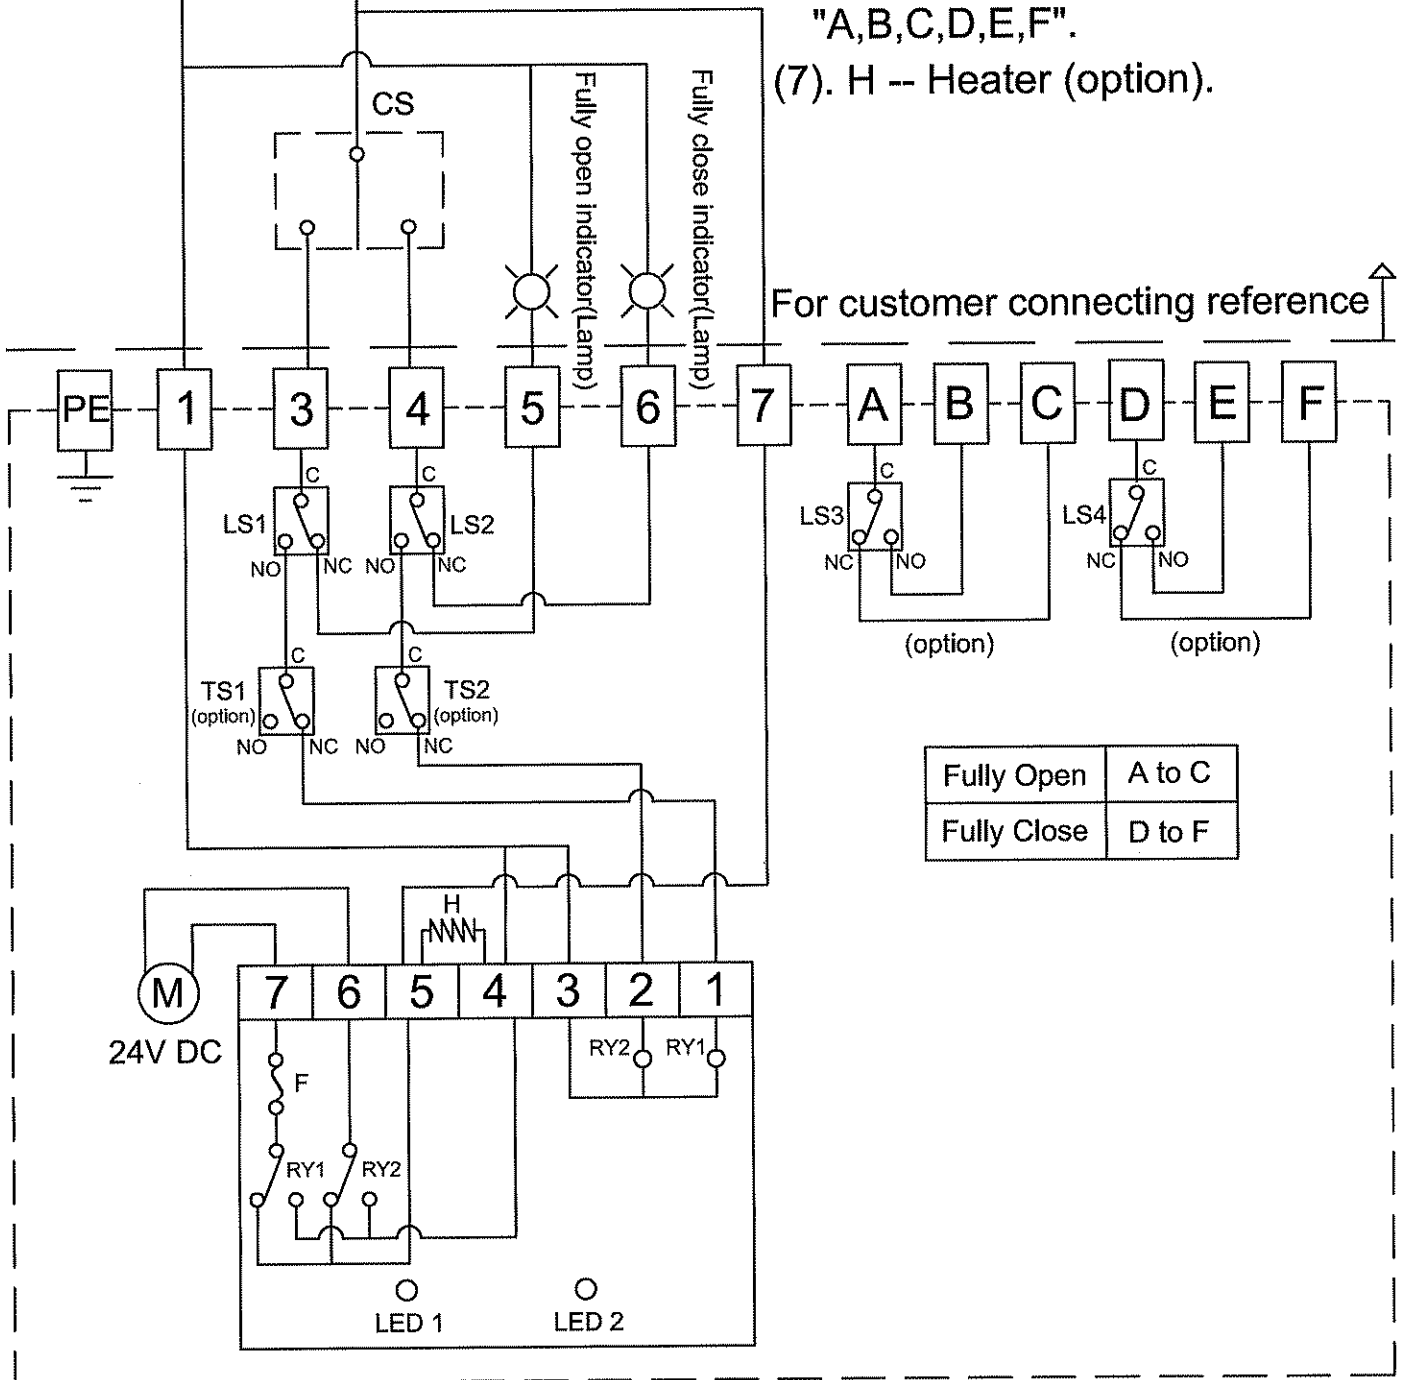 "A,B,C,D,E,F".
(7). H -- Heater (option).
CS
Fully open indicator(Lamp)
Fully close indicator(Lamp)
For customer connecting reference
PE
1
3
4
5
6
7
A
B
C
D
E
F
C
C
C
C
LS1
LS2
LS3
LS4
NO
NC
NO
NC
NC
NO
NC
NO
(option)
(option)
C
C
TS1
(option)
TS2
(option)
NO
NC
NO
NC
Fully Open
A to C
Fully Close
D to F
H
M
24V DC
7
6
5
4
3
2
1
RY2
RY1
F
RY1
RY2
LED 1
LED 2